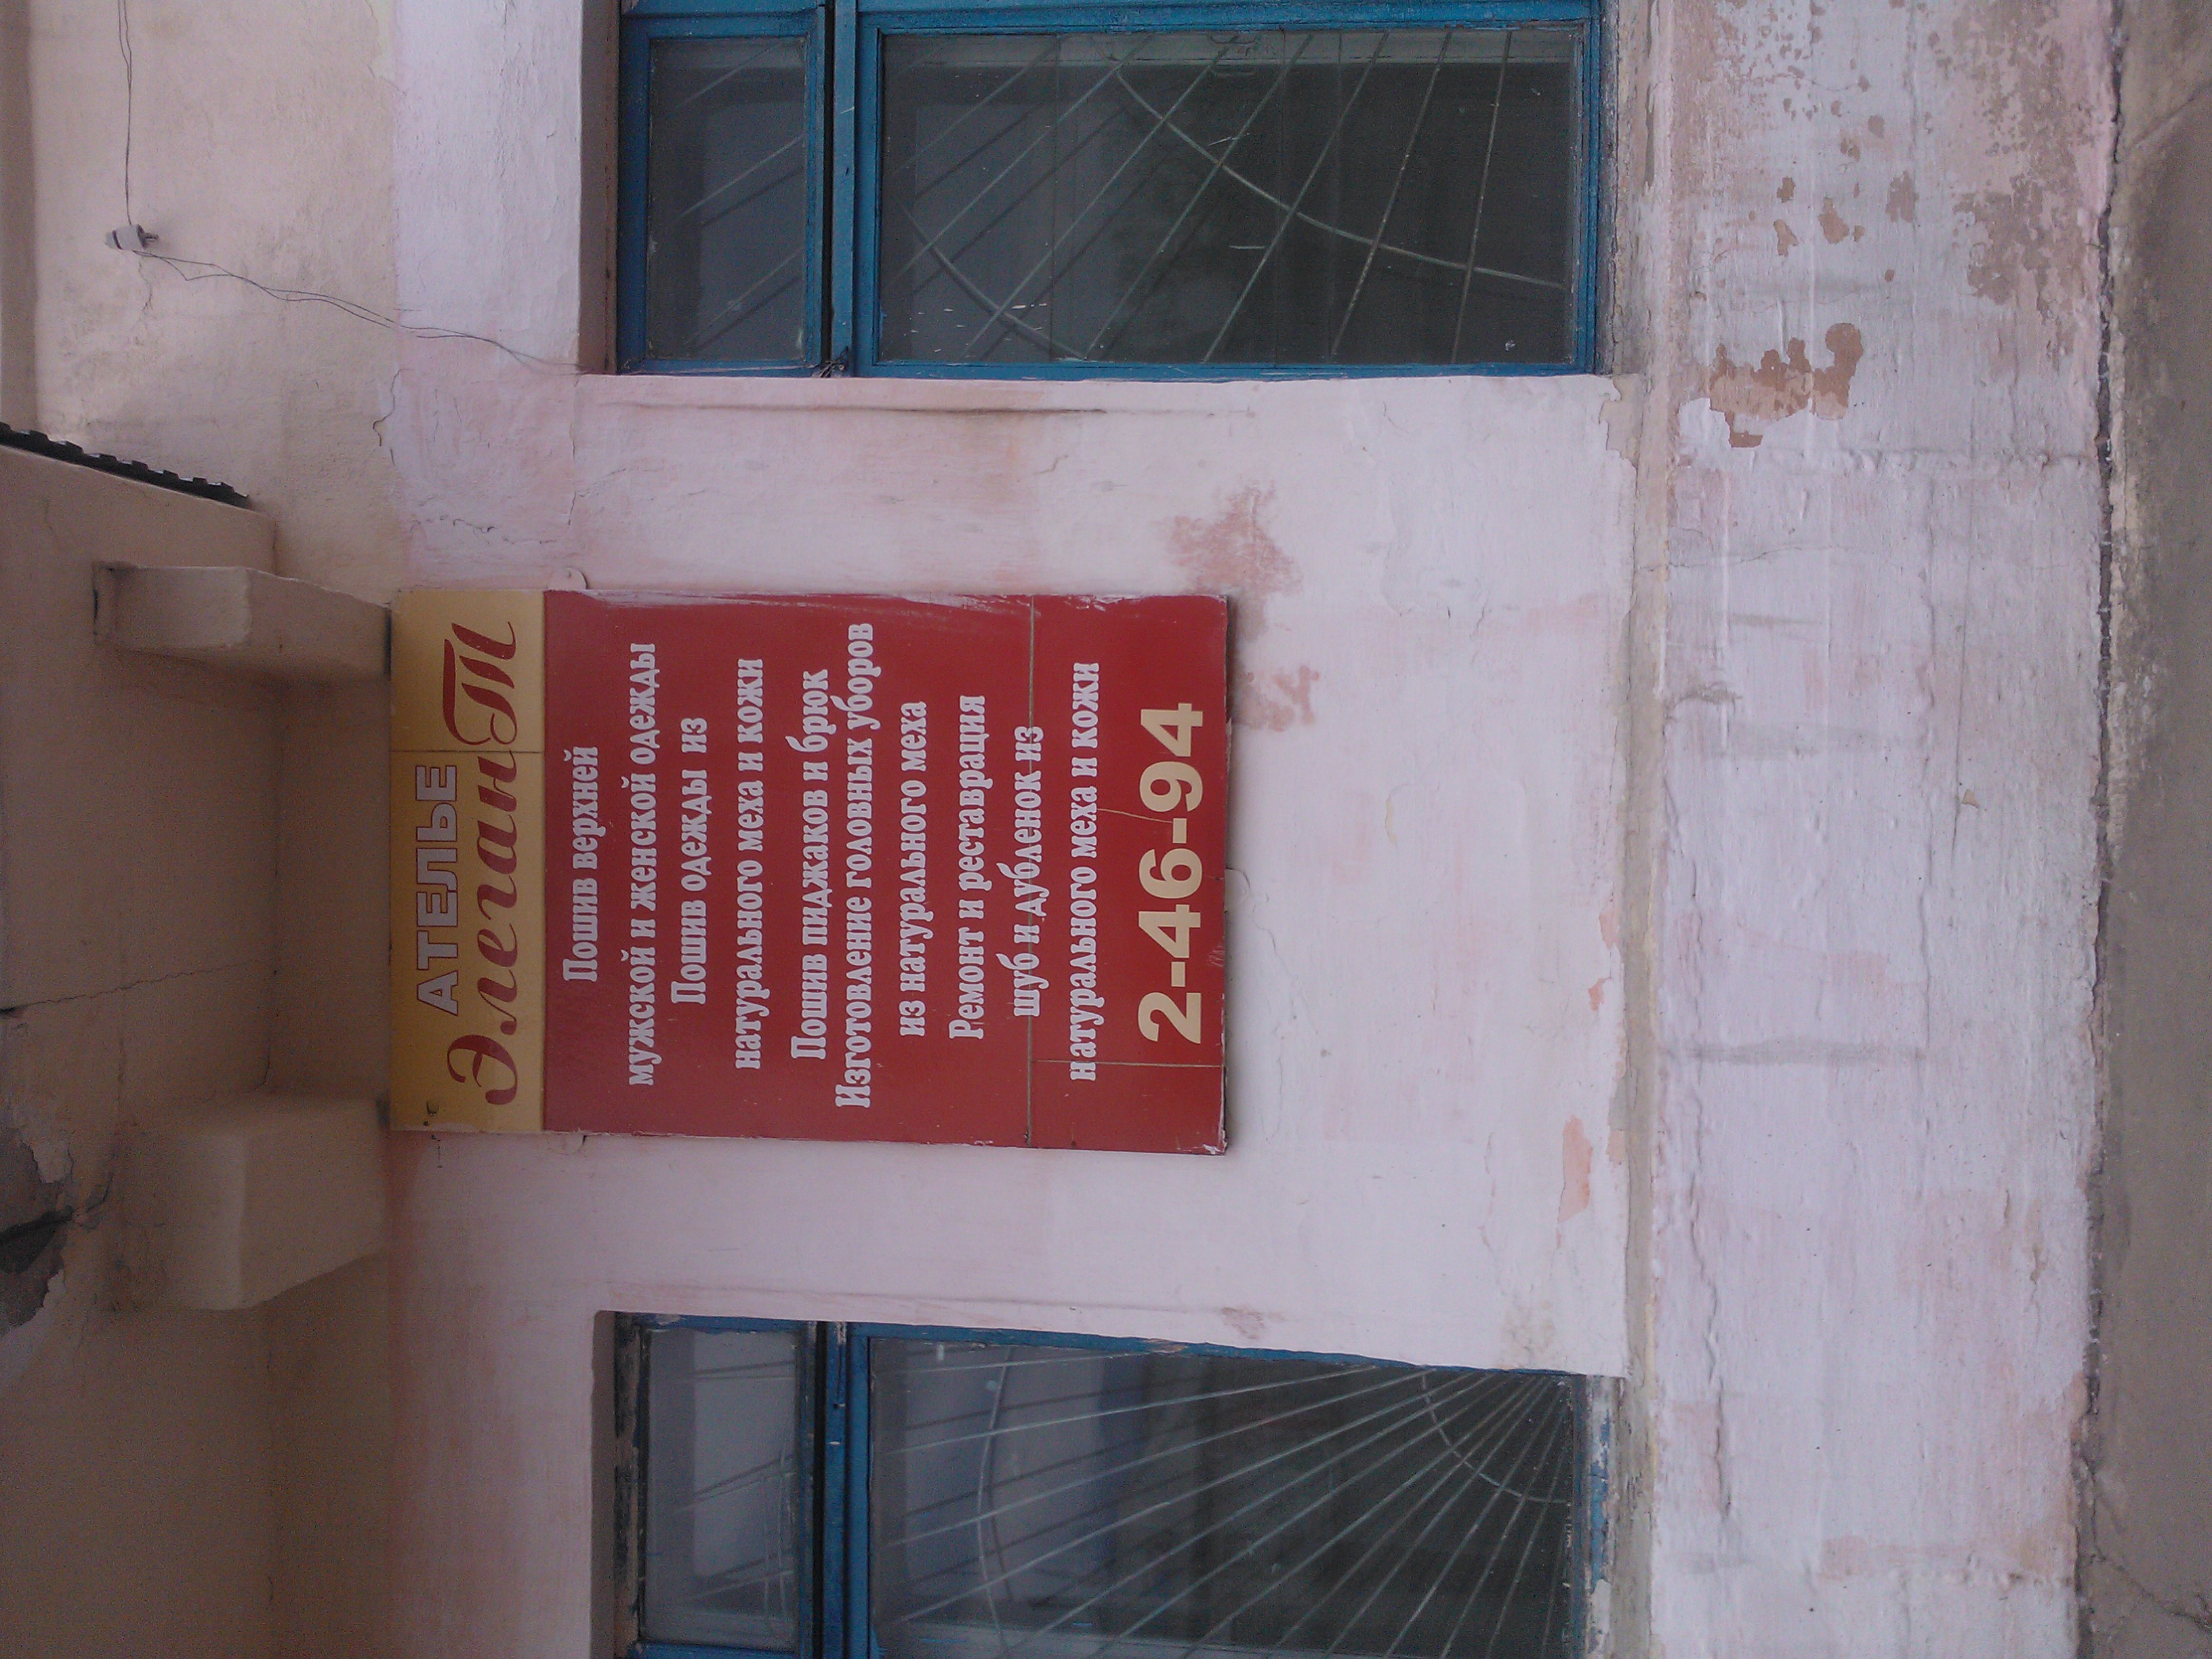 АТЕЛЬЕ
ЭлеганТ
Пошив верхней
мужской и женской одежды
Пошив одежды из
натурального меха и кожи
Пошив пиджаков и брюк
Изготовление головных уборов
из натурального меха
Ремонт и реставрация
шуб и дубленок из
натурального меха и кожи
2-46-94